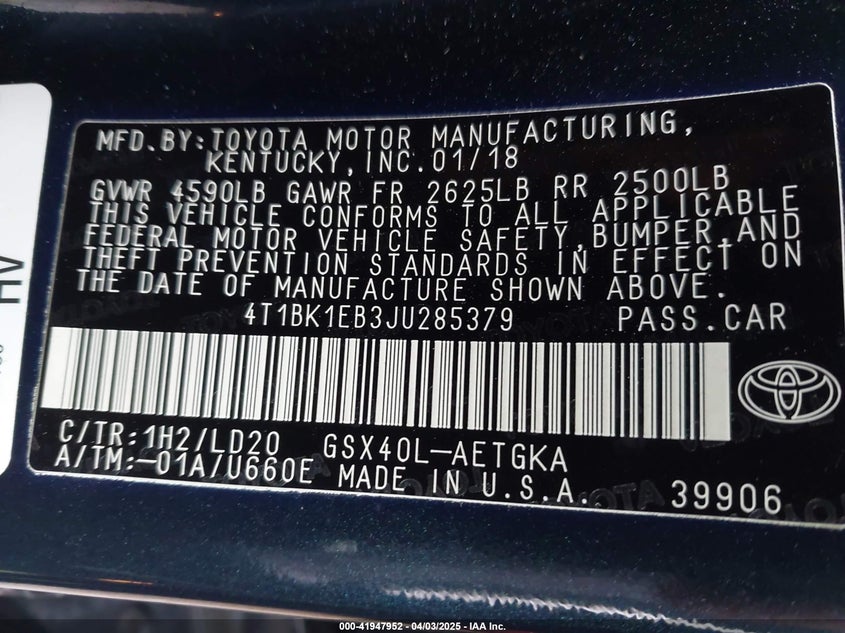 MFD.BY:TOYOTA MOTOR MANUFACTURING,
KENTUCKY,INC.01/18
GVWR 4590LB GAWR FR 2625LB RR 2500LB
THIS VEHICLE CONFORMS TO ALL APPLICABLE
FEDERAL MOTOR VEHICLE SAFETY,BUMPER,AND
THEFT PREVENTION STANDARDS IN EFFECT ON
THE DATE OF MANUFACTURE SHOWN ABOVE.
4T1BK1EB3JU285379 PASS.CAR
C/TR:1H2/LD20 GSX40L-AETGKA
A/TM:-01A/U660E MADE IN U.S.A.
39906
HV
000-41947952 | 04/03/2025 - IAA Inc.